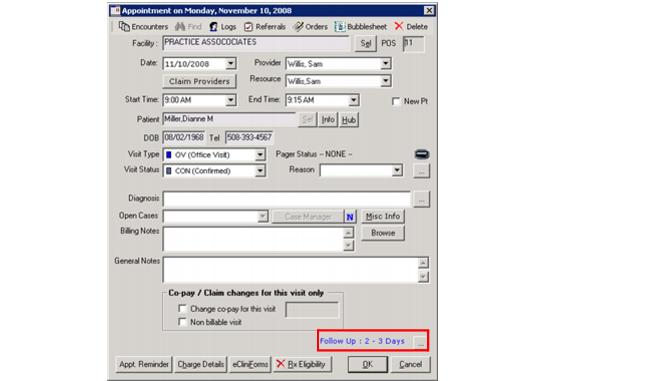 Appointment on Monday, November 10, 2008
Encounters Find Logs Referrals Orders Bubblesheet Delete
Facility : PRACTICE ASSOCOCIATES Sel POS 11
Date: 11/10/2008 Provider Willis, Sam
Claim Providers Resource Willis,Sam
Start Time: 9:00 AM End Time: 9:15 AM New Pt
Patient Miller,Dianne M Sel Info Hub
DOB 08/02/1968 Tel 508-393-4567
Visit Type OV (Office Visit) Pager Status -- NONE --
Visit Status CON (Confirmed) Reason ...
Diagnosis ...
Open Cases Case Manager N Misc Info
Billing Notes Browse
General Notes
Co-pay / Claim changes for this visit only
Change co-pay for this visit
Non billable visit
Follow Up : 2 - 3 Days ...
Appt. Reminder Charge Details eClinForms Rx Eligibility OK Cancel